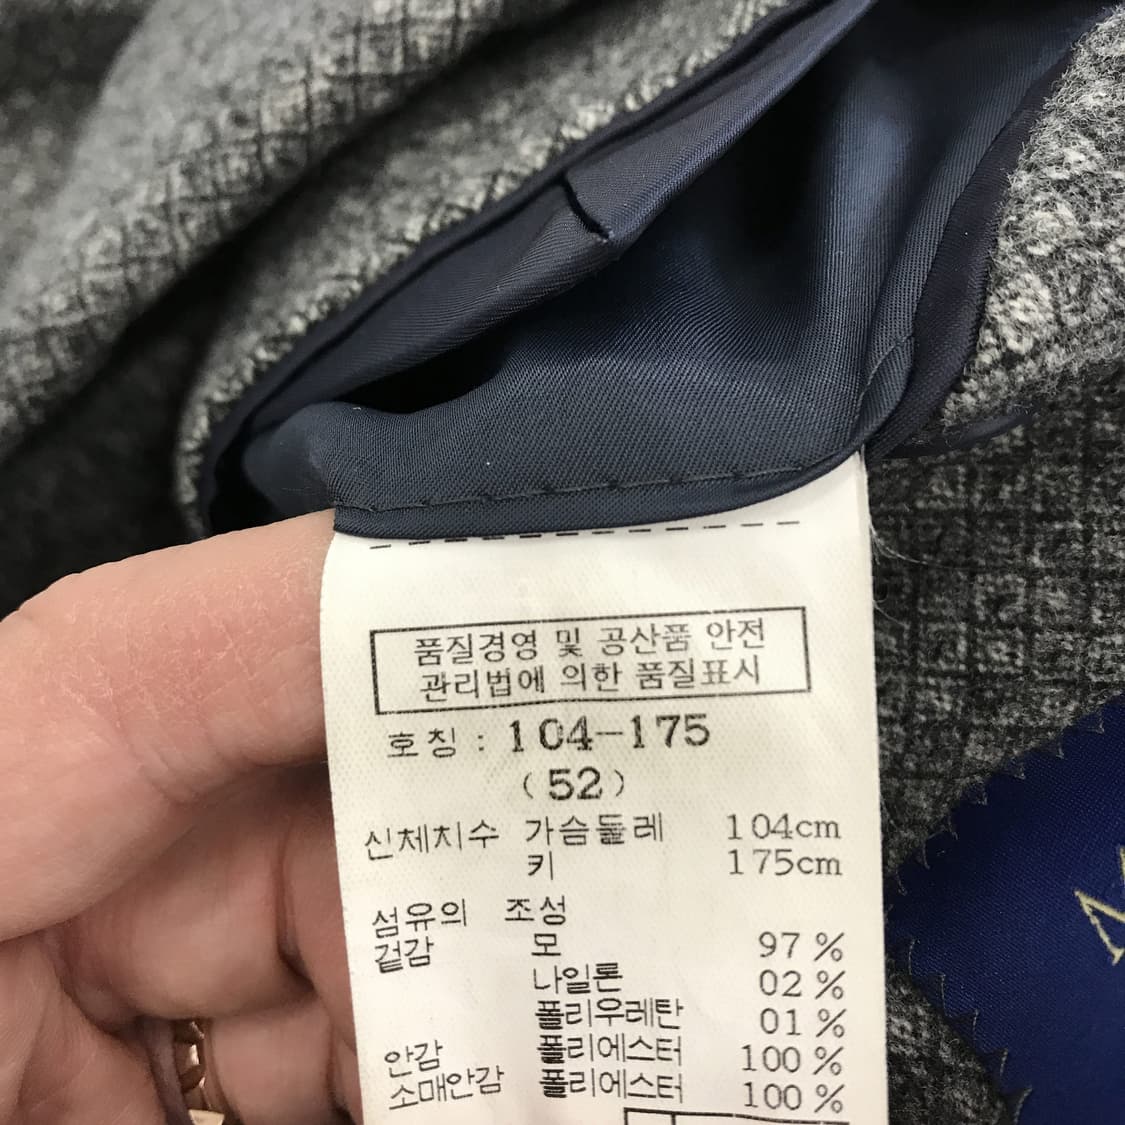 품질경영 및 공산품 안전
관리법에 의한 품질표시
호칭 : 104-175
(52)
신체치수 가슴둘레 104cm
키 175cm
섬유의 조성
겉감 모 97 %
나일론 02 %
폴리우레탄 01 %
안감 폴리에스터 100 %
소매안감 폴리에스터 100 %